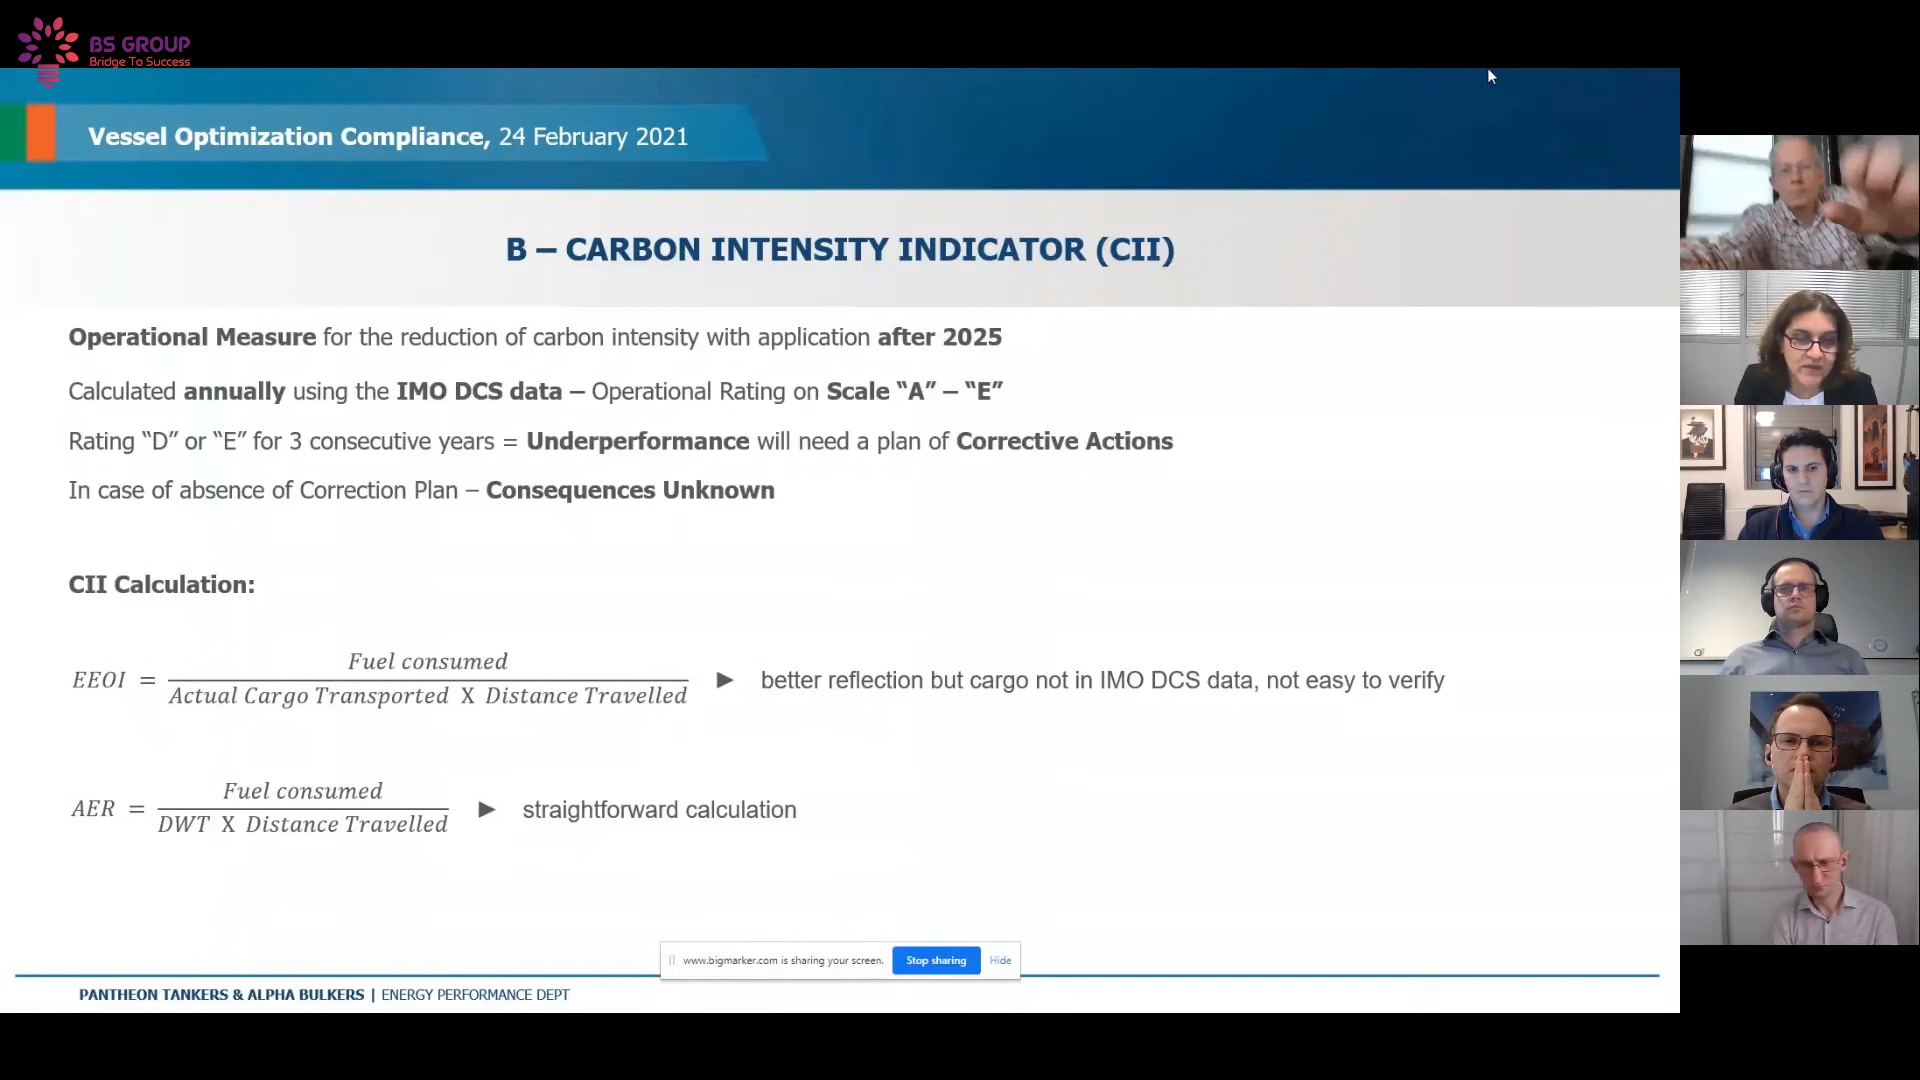 BS GROUP
Bridge To Success
Vessel Optimization Compliance, 24 February 2021
B – CARBON INTENSITY INDICATOR (CII)
Operational Measure for the reduction of carbon intensity with application after 2025
Calculated annually using the IMO DCS data – Operational Rating on Scale “A” – “E”
Rating “D” or “E” for 3 consecutive years = Underperformance will need a plan of Corrective Actions
In case of absence of Correction Plan – Consequences Unknown
CII Calculation:
EEOI = Fuel consumed / Actual Cargo Transported X Distance Travelled ► better reflection but cargo not in IMO DCS data, not easy to verify
AER = Fuel consumed / DWT X Distance Travelled ► straightforward calculation
www.bigmarker.com is sharing your screen. Stop sharing Hide
PANTHEON TANKERS & ALPHA BULKERS | ENERGY PERFORMANCE DEPT